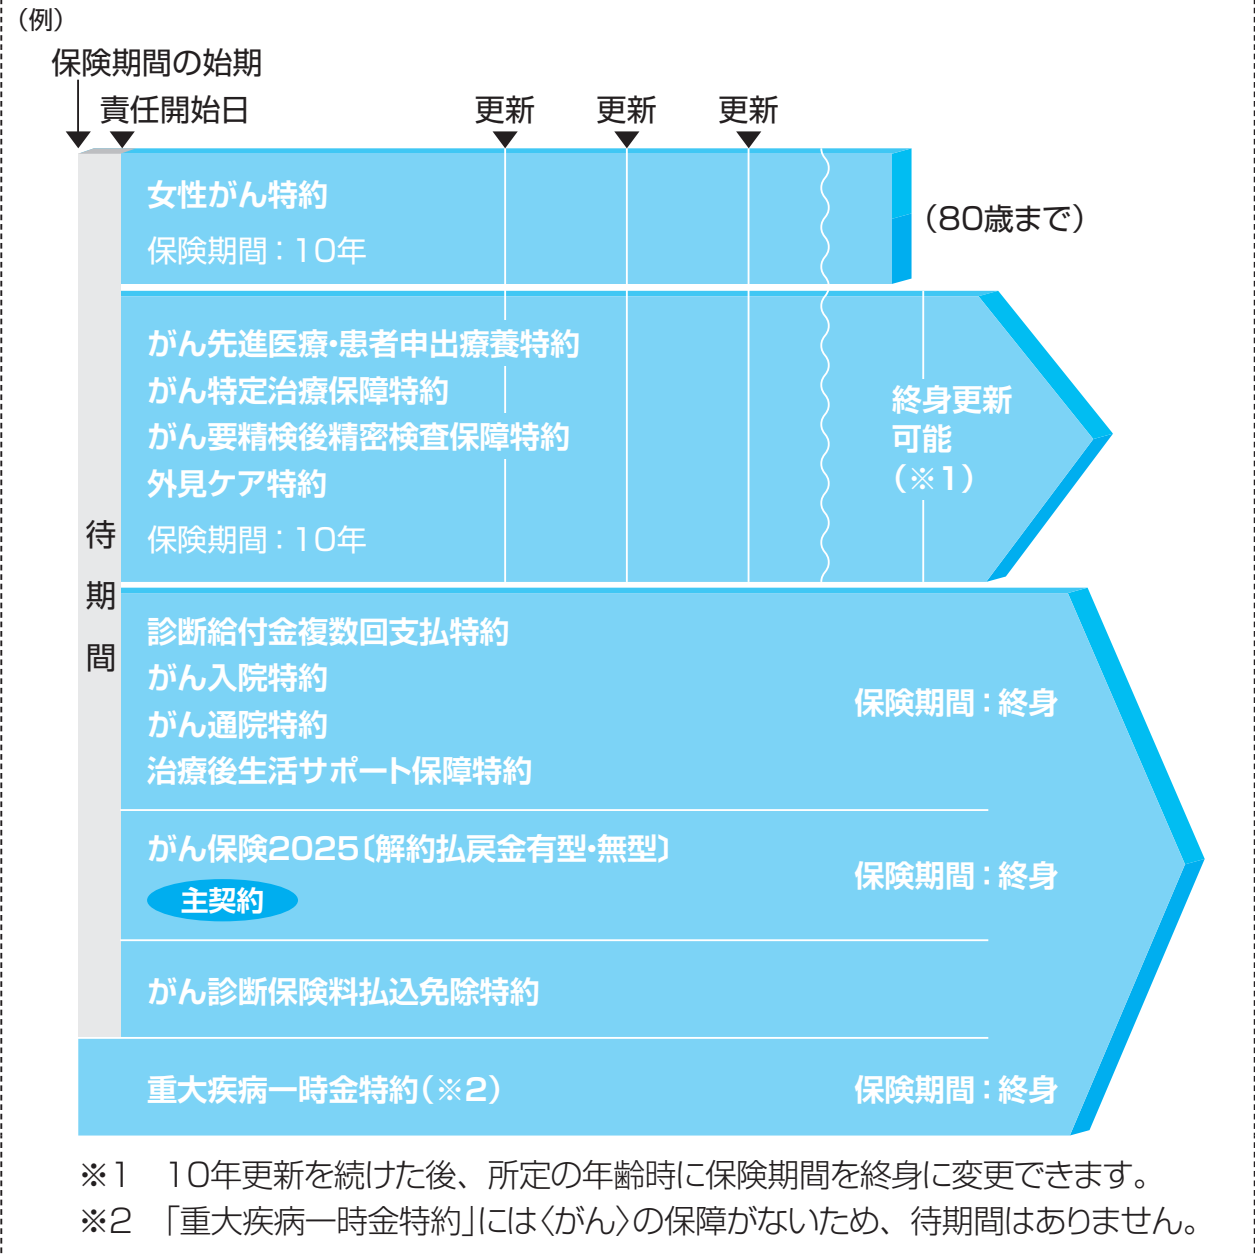 （例）
保険期間の始期
責任開始日
更新
更新
更新
女性がん特約
保険期間：10年
（80歳まで）
がん先進医療・患者申出療養特約
がん特定治療保障特約
がん要精検後精密検査保障特約
外見ケア特約
保険期間：10年
終身更新
可能
（※1）
待期間
診断給付金複数回支払特約
がん入院特約
がん通院特約
治療後生活サポート保障特約
保険期間：終身
がん保険2025〔解約払戻金有型・無型〕
主契約
保険期間：終身
がん診断保険料払込免除特約
重大疾病一時金特約（※2）
保険期間：終身
※1　10年更新を続けた後、所定の年齢時に保険期間を終身に変更できます。
※2　「重大疾病一時金特約」には〈がん〉の保障がないため、待期間はありません。